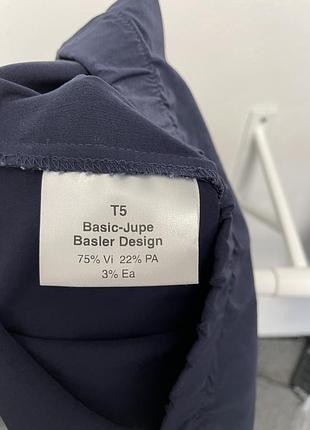 T5
Basic-Jupe
Basler Design
75% Vi 22% PA
3% Ea